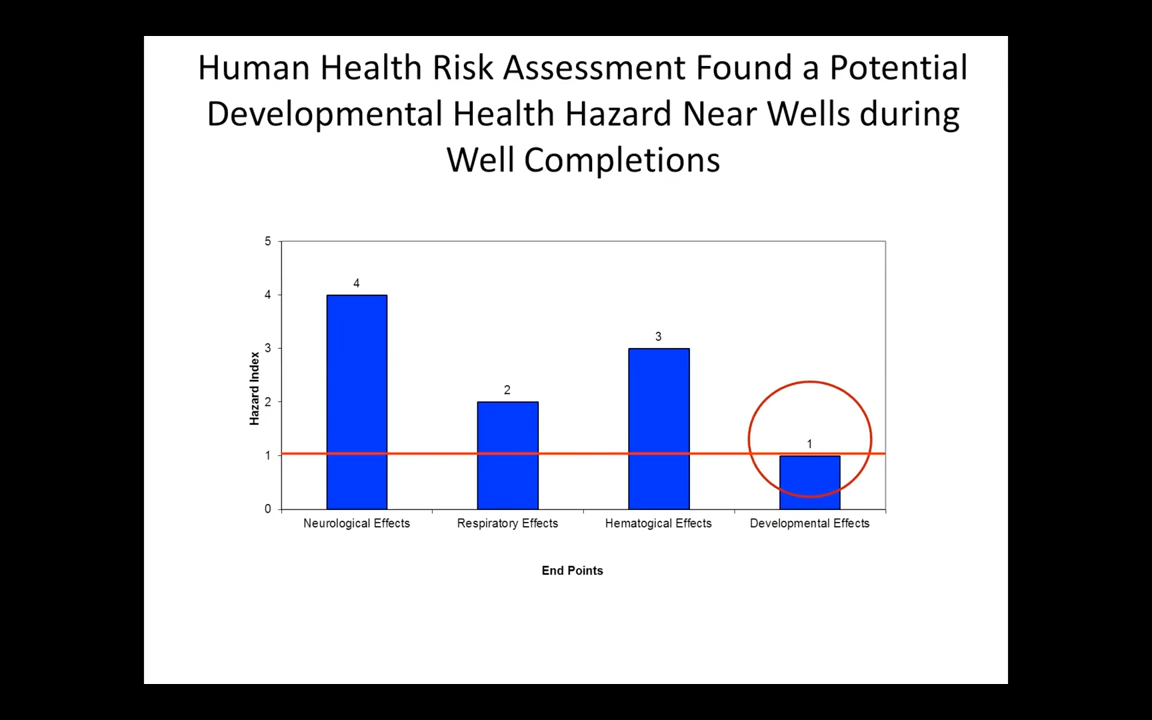 Human Health Risk Assessment Found a Potential
Developmental Health Hazard Near Wells during
Well Completions
5
4
3
2
1
0
Hazard Index
4
2
3
1
Neurological Effects
Respiratory Effects
Hematogical Effects
Developmental Effects
End Points